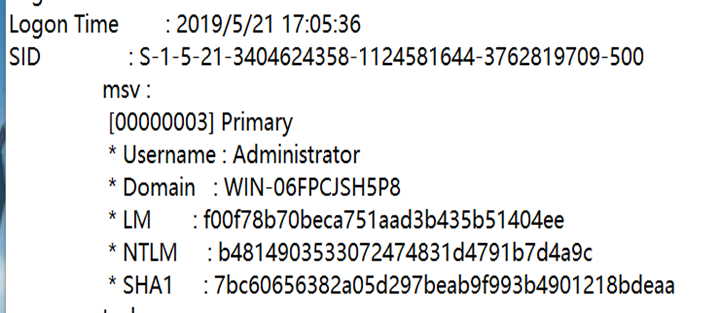 Logon Time : 2019/5/21 17:05:36
SID : S-1-5-21-3404624358-1124581644-3762819709-500
msv :
[00000003] Primary
* Username : Administrator
* Domain : WIN-06FPCJSH5P8
* LM : f00f78b70beca751aad3b435b51404ee
* NTLM : b4814903533072474831d4791b7d4a9c
* SHA1 : 7bc60656382a05d297beab9f993b4901218bdeaa